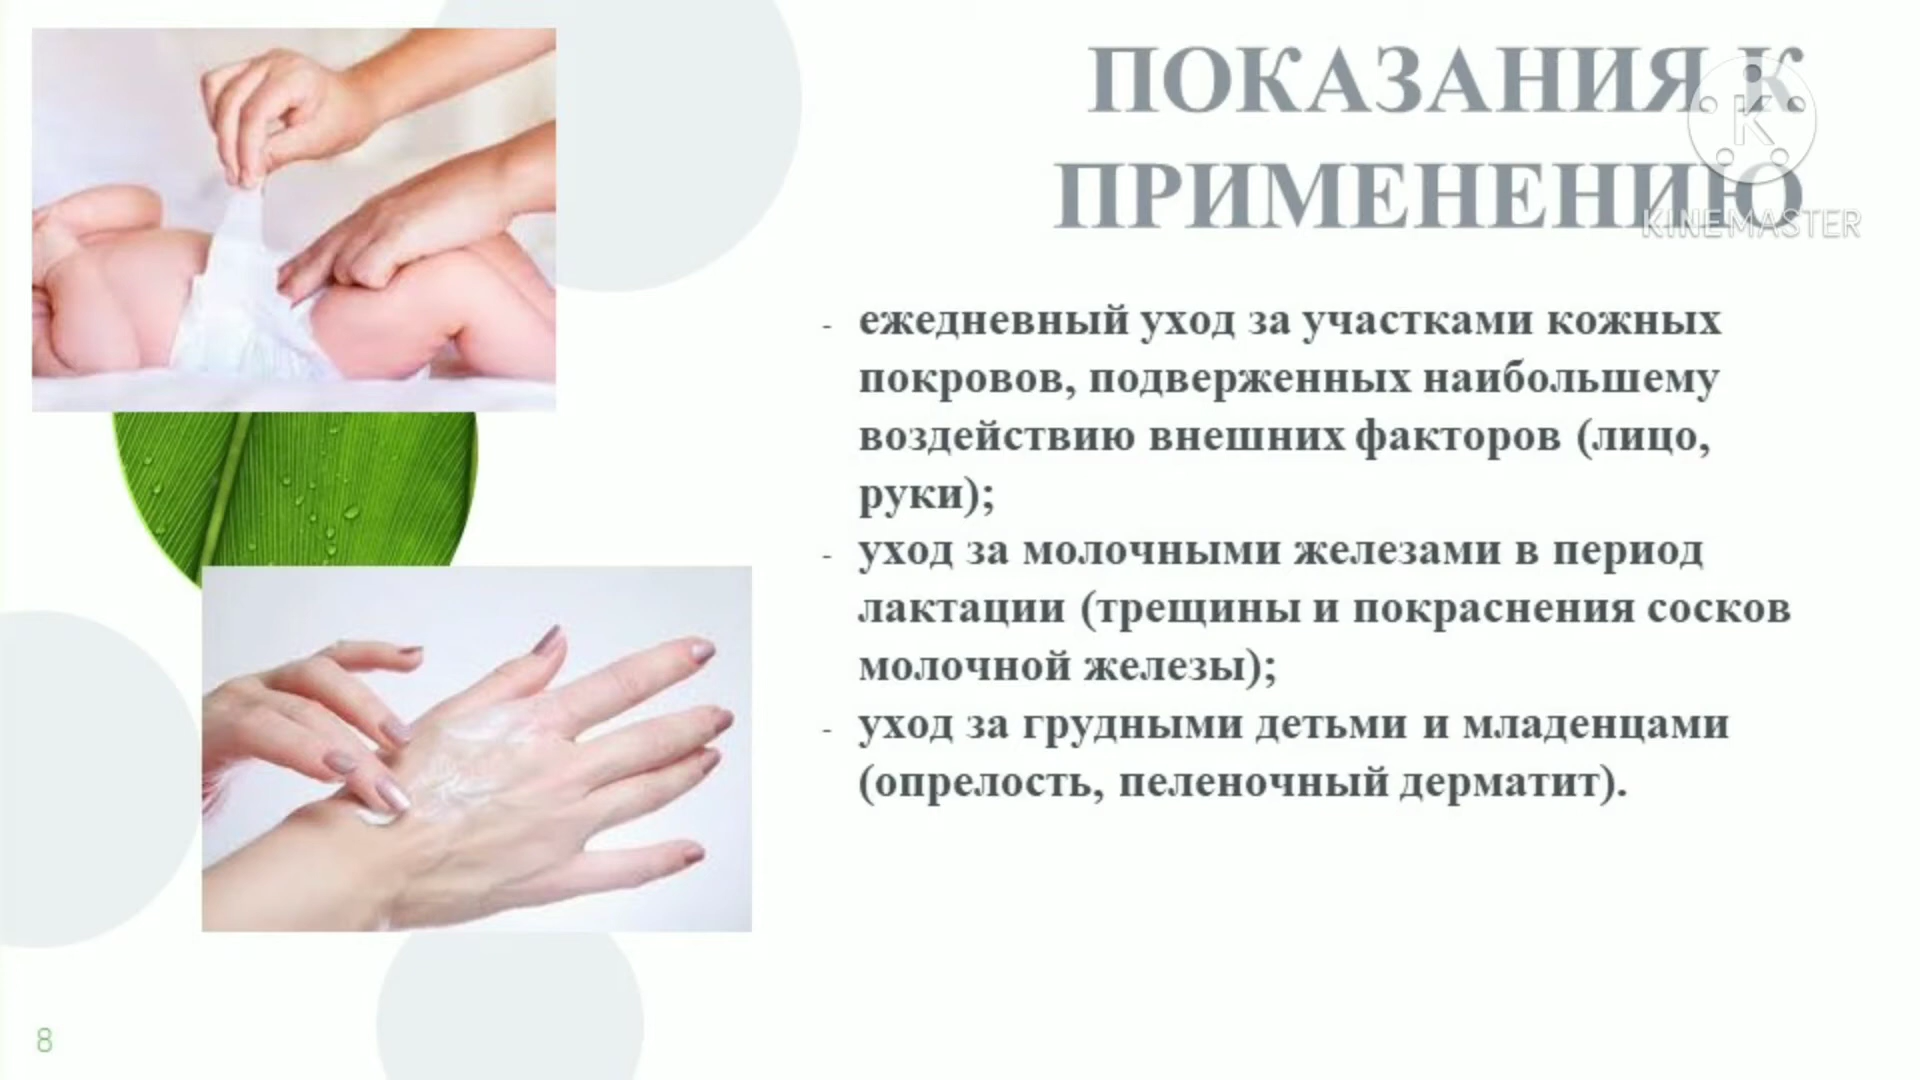 ПОКАЗАНИЯ К
ПРИМЕНЕНИЮ
K
KINEMASTER
- ежедневный уход за участками кожных
покровов, подверженных наибольшему
воздействию внешних факторов (лицо,
руки);
- уход за молочными железами в период
лактации (трещины и покраснения сосков
молочной железы);
- уход за грудными детьми и младенцами
(опрелость, пеленочный дерматит).
8